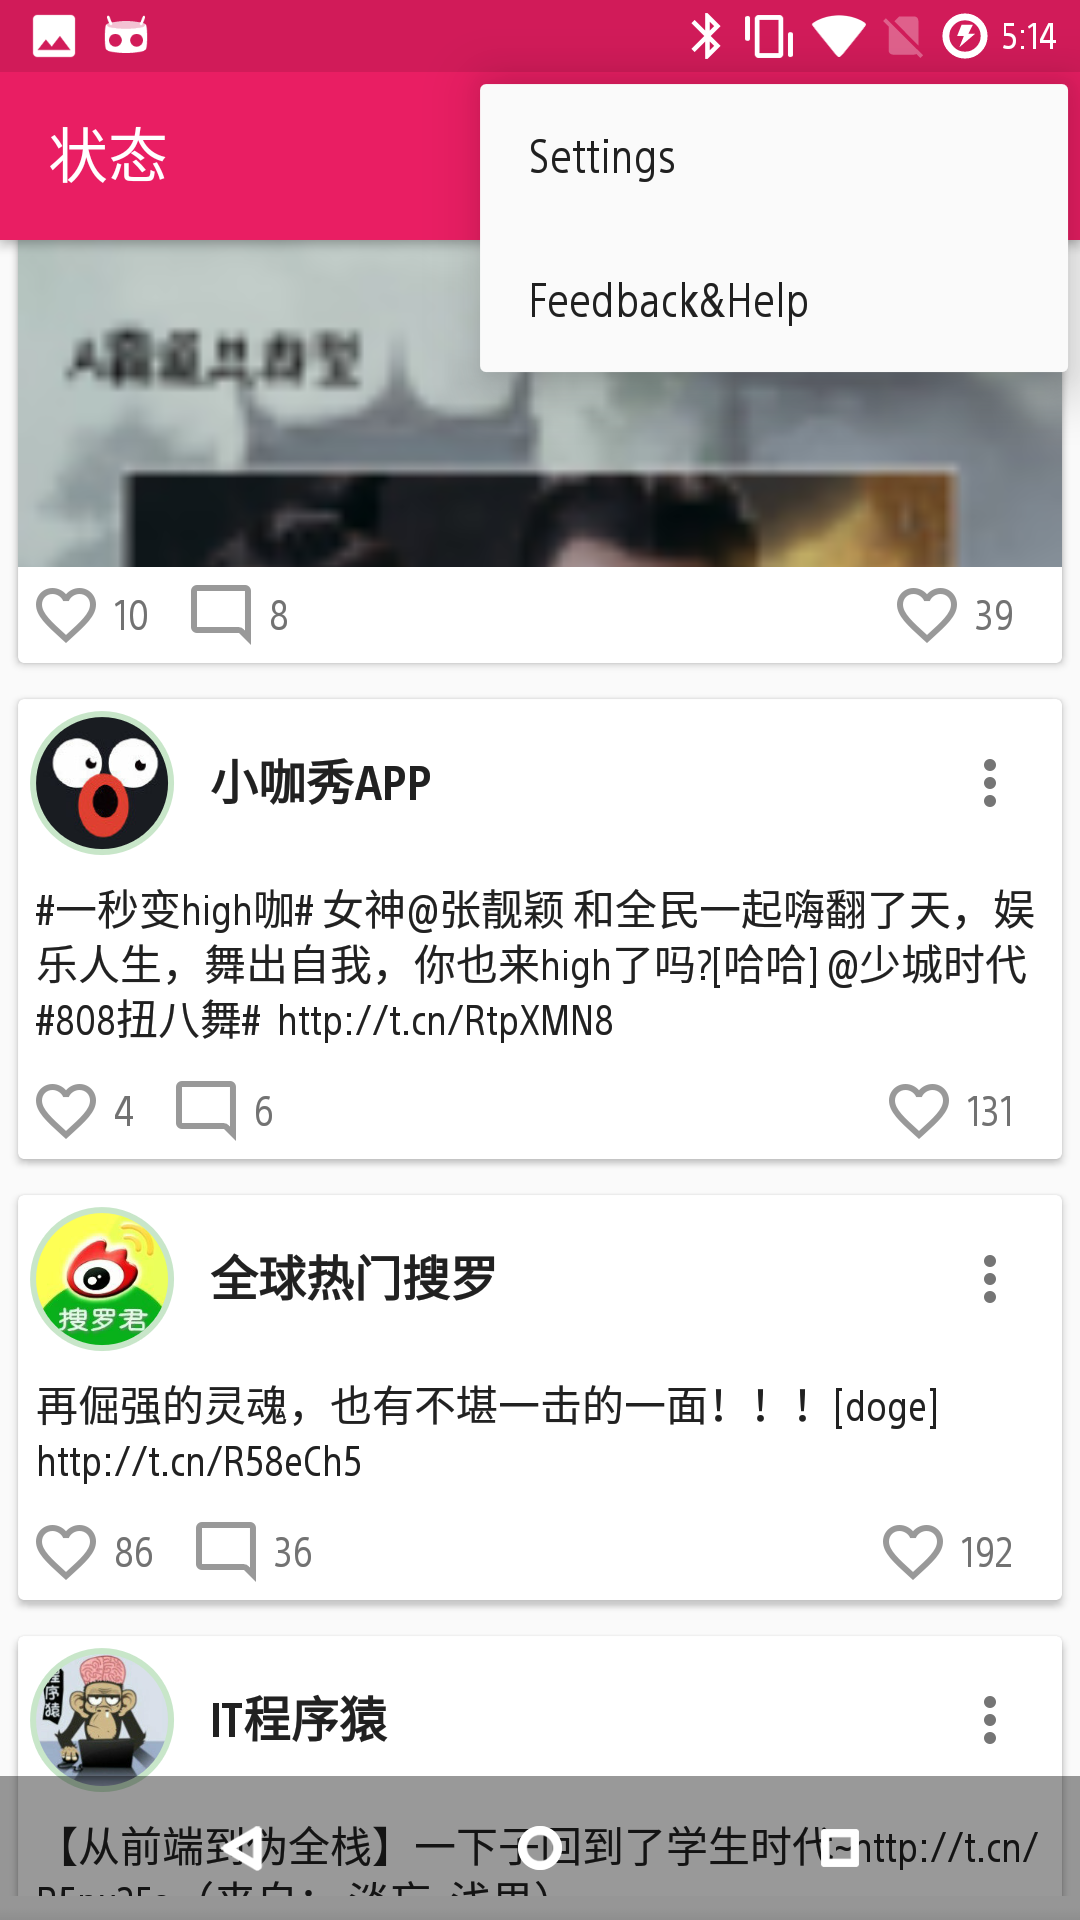 5:14
状态
Settings
Feedback&Help
10
8
39
小咖秀APP
#一秒变high咖# 女神@张靓颖 和全民一起嗨翻了天，娱
乐人生，舞出自我，你也来high了吗?[哈哈] @少城时代
#808扭八舞# http://t.cn/RtpXMN8
4
6
131
搜罗君
全球热门搜罗
再倔强的灵魂，也有不堪一击的一面！！！[doge]
http://t.cn/R58eCh5
86
36
192
程序猿
IT程序猿
【从前端到伪全栈】一下子回到了学生时代~http://t.cn/